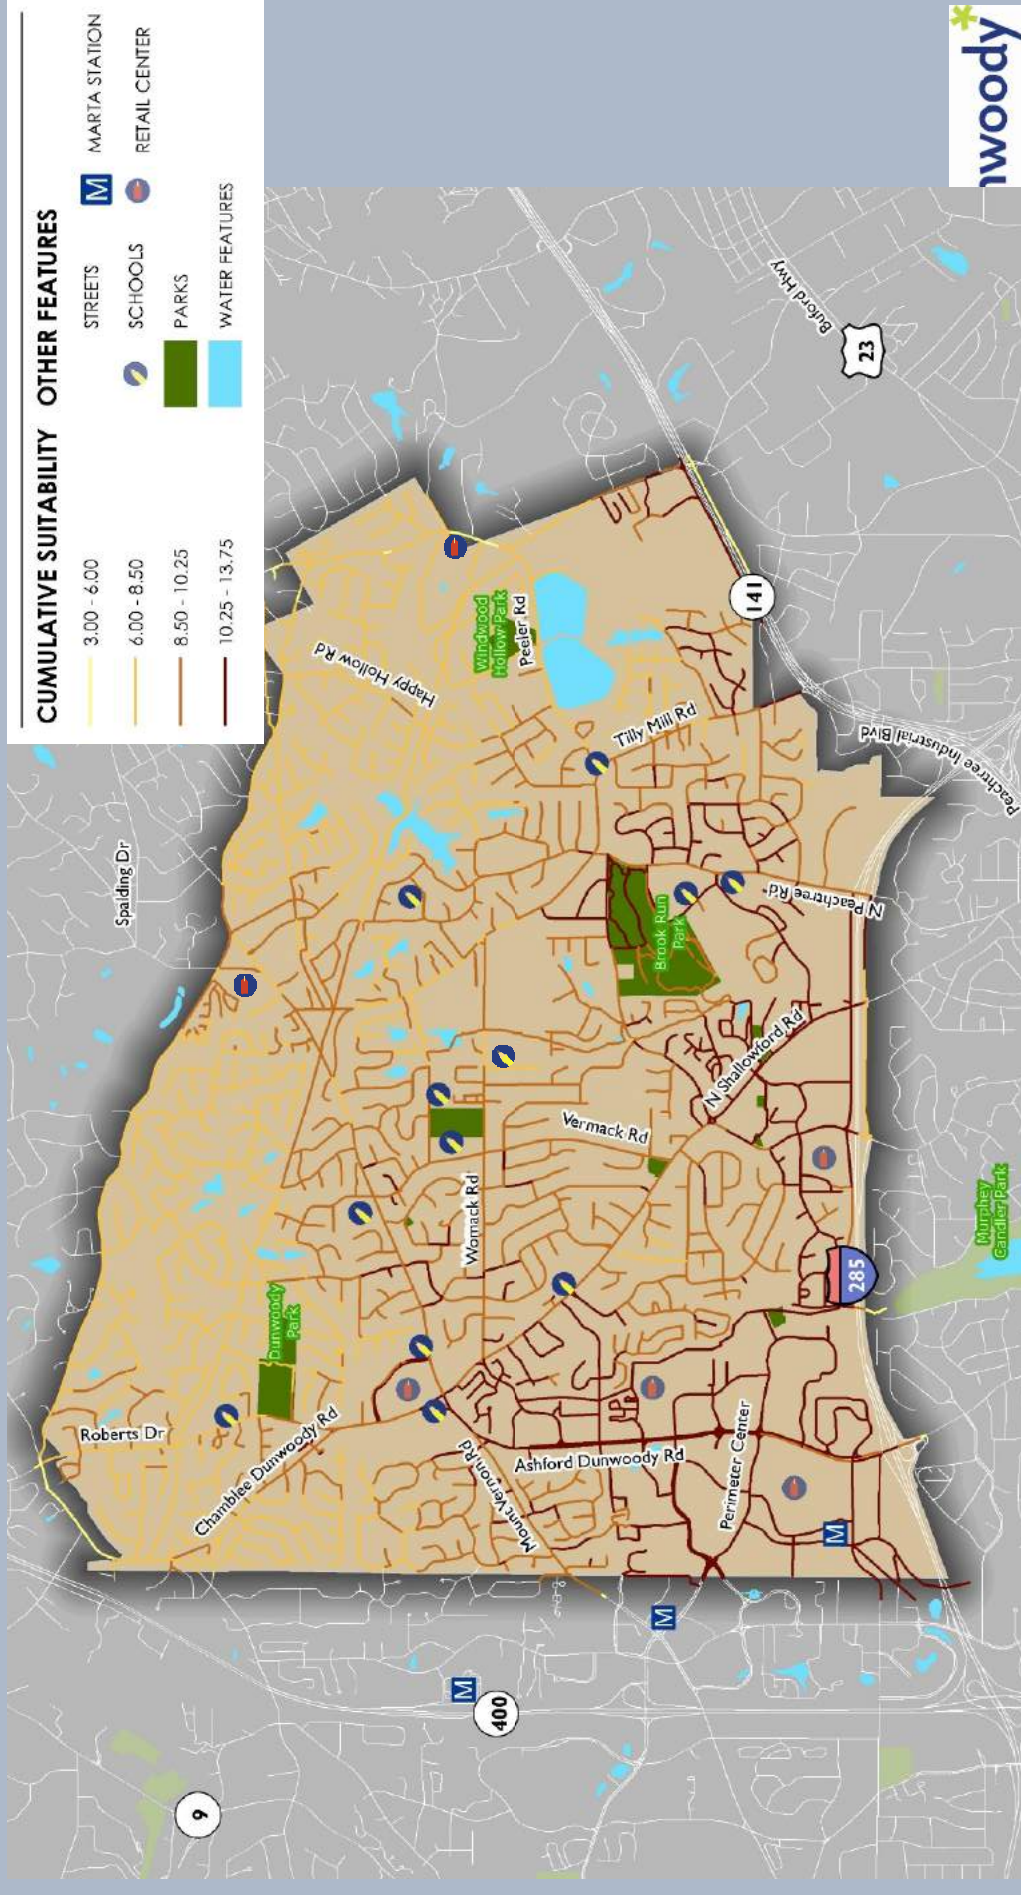 CUMULATIVE SUITABILITY
3.00 - 6.00
6.00 - 8.50
8.50 - 10.25
10.25 - 13.75
OTHER FEATURES
STREETS
SCHOOLS
PARKS
WATER FEATURES
M
MARTA STATION
RETAIL CENTER
nwoody*
9
400
M
M
M
Roberts Dr
Chamblee Dunwoody Rd
Dunwoody
Park
Mount Vernon Rd
Ashford Dunwoody Rd
Perimeter Center
Womack Rd
Vermack Rd
N Shallowford Rd
285
Murphey
Candler Park
Spalding Dr
Brook Run
Park
N Peachtree Rd
Tilly Mill Rd
Happy Hollow Rd
Windwood
Hollow Park
Peeler Rd
141
Peachtree Industrial Blvd
Buford Hwy
23